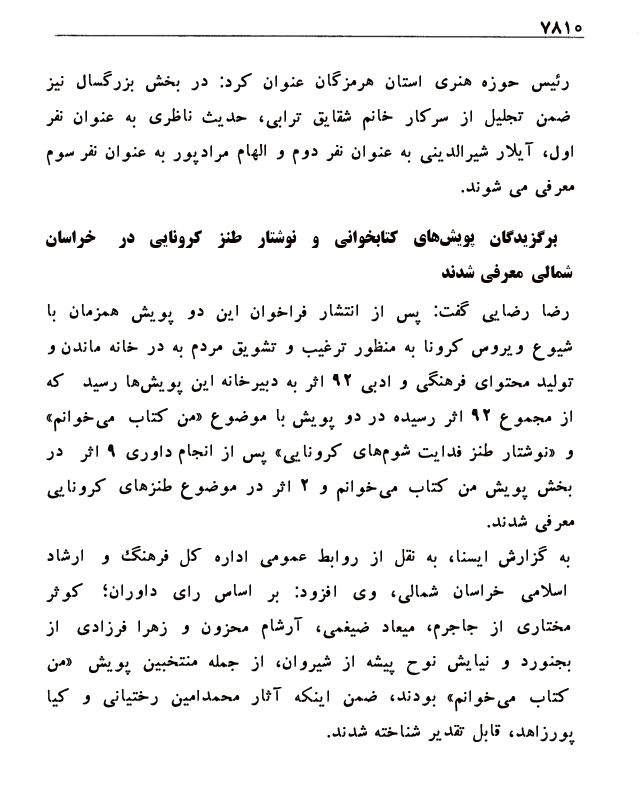 ۷۸۱۰
رئیس حوزه هنری استان هرمزگان عنوان کرد: در بخش بزرگسال نیز
ضمن تجلیل از سرکار خانم شقایق ترابی، حدیث ناظری به عنوان نفر
اول، آیلار شیرالدینی به عنوان نفر دوم و الهام مرادپور به عنوان نفر سوم
معرفی می شوند.
برگزیدگان پویش‌های کتابخوانی و نوشتار طنز کرونایی در خراسان
شمالی معرفی شدند
رضا رضایی گفت: پس از انتشار فراخوان این دو پویش همزمان با
شیوع ویروس کرونا به منظور ترغیب و تشویق مردم به در خانه ماندن و
تولید محتوای فرهنگی و ادبی ۹۲ اثر به دبیرخانه این پویش‌ها رسید که
از مجموع ۹۲ اثر رسیده در دو پویش با موضوع «من کتاب می‌خوانم»
و «نوشتار طنز فدایت شوم‌های کرونایی» پس از انجام داوری ۹ اثر در
بخش پویش من کتاب می‌خوانم و ۲ اثر در موضوع طنزهای کرونایی
معرفی شدند.
به گزارش ایسنا، به نقل از روابط عمومی اداره کل فرهنگ و ارشاد
اسلامی خراسان شمالی، وی افزود: بر اساس رای داوران؛ کوثر
مختاری از جاجرم، میعاد ضیغمی، آرشام محزون و زهرا فرزادی از
بجنورد و نیایش نوح پیشه از شیروان، از جمله منتخبین پویش «من
کتاب می‌خوانم» بودند، ضمن اینکه آثار محمدامین رختیانی و کیا
پورزاهد، قابل تقدیر شناخته شدند.